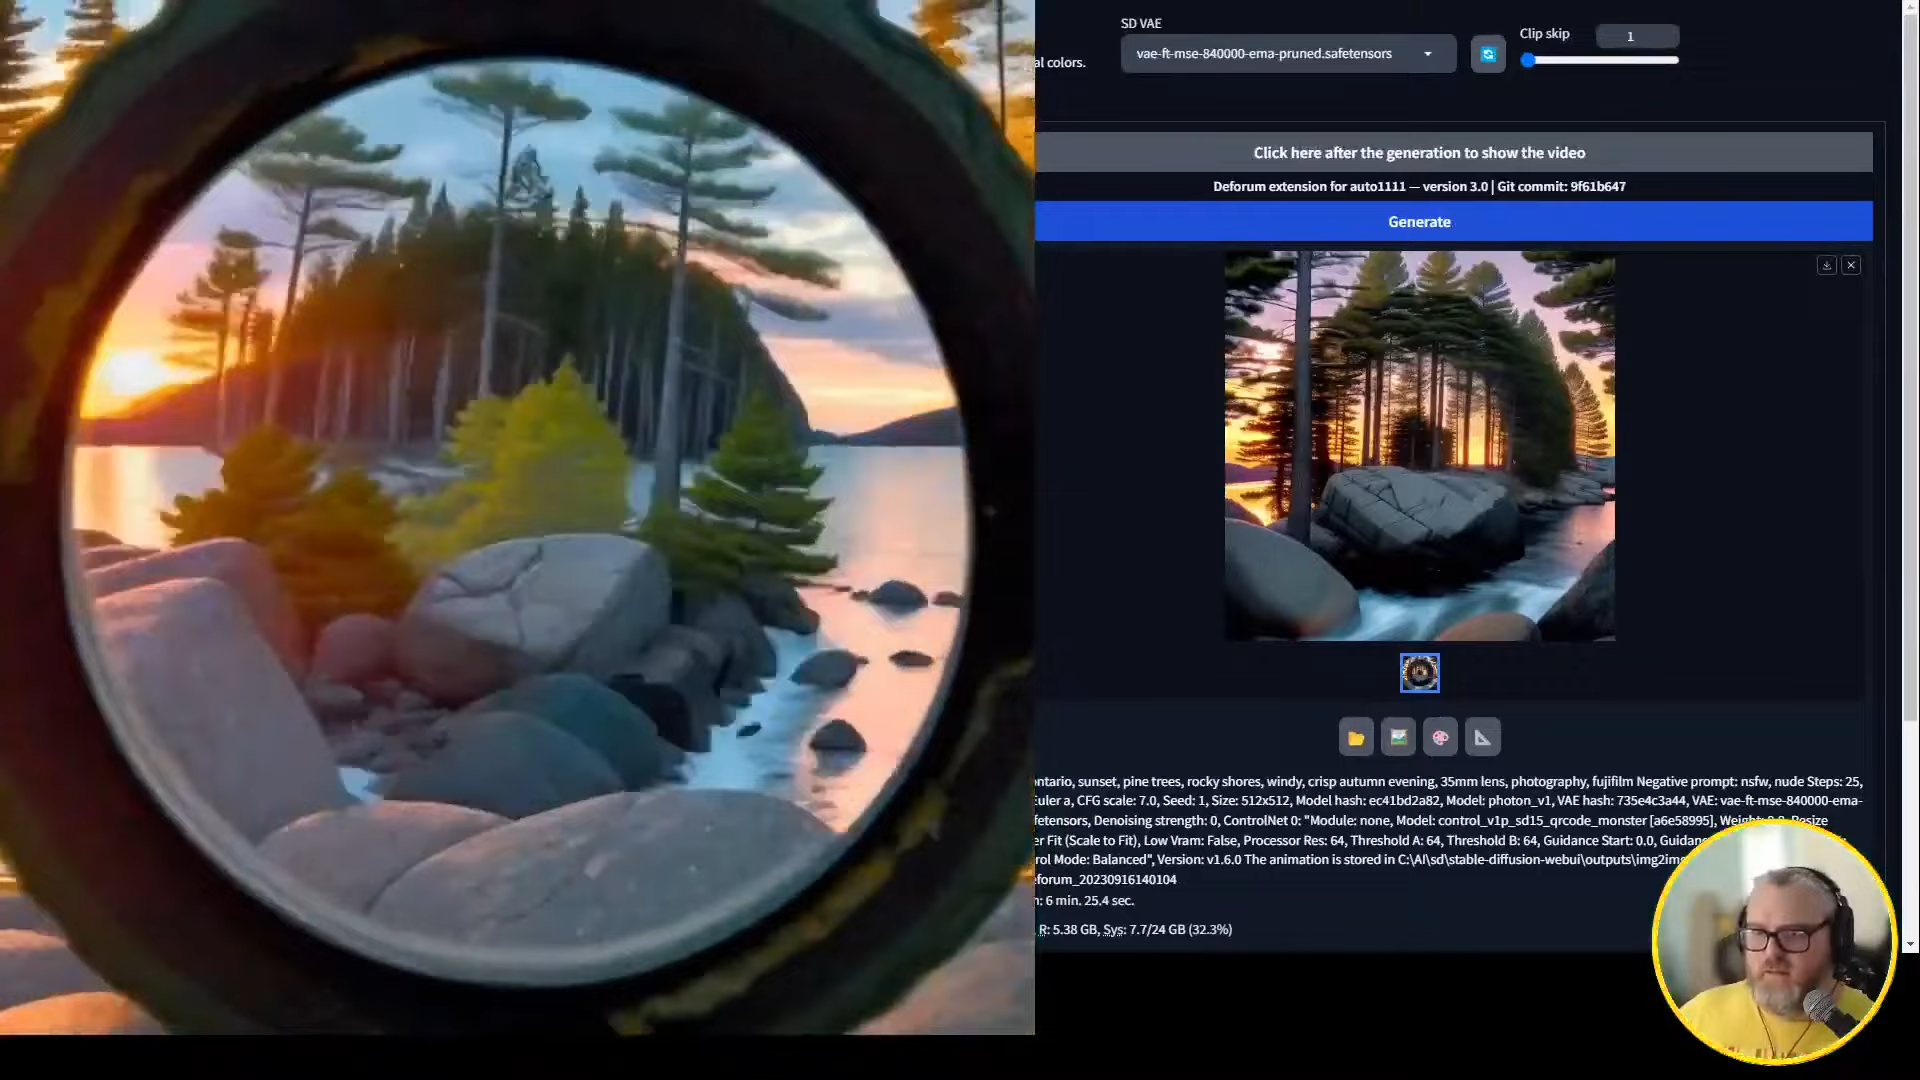 SD VAE
Clip skip
1
al colors.
vae-ft-mse-840000-ema-pruned.safetensors
Click here after the generation to show the video
Deforum extension for auto1111 — version 3.0 | Git commit: 9f61b647
Generate
ntario, sunset, pine trees, rocky shores, windy, crisp autumn evening, 35mm lens, photography, fujifilm Negative prompt: nsfw, nude Steps: 25,
uler a, CFG scale: 7.0, Seed: 1, Size: 512x512, Model hash: ec41bd2a82, Model: photon_v1, VAE hash: 735e4c3a44, VAE: vae-ft-mse-840000-ema-
fetensors, Denoising strength: 0, ControlNet 0: "Module: none, Model: control_v1p_sd15_qrcode_monster [a6e58995], Weight: Resize
er Fit (Scale to Fit), Low Vram: False, Processor Res: 64, Threshold A: 64, Threshold B: 64, Guidance Start: 0.0, Guidanc
rol Mode: Balanced", Version: v1.6.0 The animation is stored in C:\AI\sd\stable-diffusion-webui\outputs\img2im
eforum_20230916140104
n: 6 min. 25.4 sec.
R: 5.38 GB, Sys: 7.7/24 GB (32.3%)